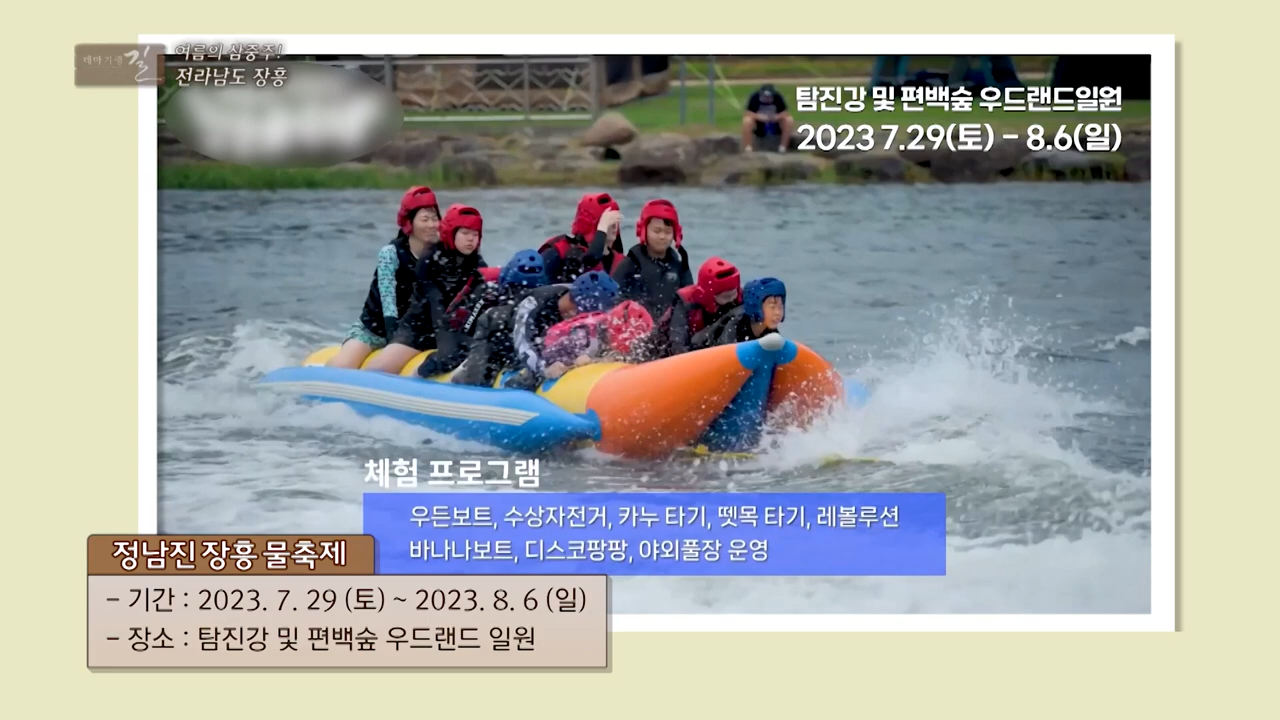 테마기행 길
여름의 삼중주!
전라남도 장흥
탐진강 및 편백숲 우드랜드일원
2023 7.29(토) - 8.6(일)
체험 프로그램
우든보트, 수상자전거, 카누 타기, 뗏목 타기, 레볼루션
바나나보트, 디스코팡팡, 야외풀장 운영
정남진 장흥 물축제
- 기간 : 2023. 7. 29 (토) ~ 2023. 8. 6 (일)
- 장소 : 탐진강 및 편백숲 우드랜드 일원